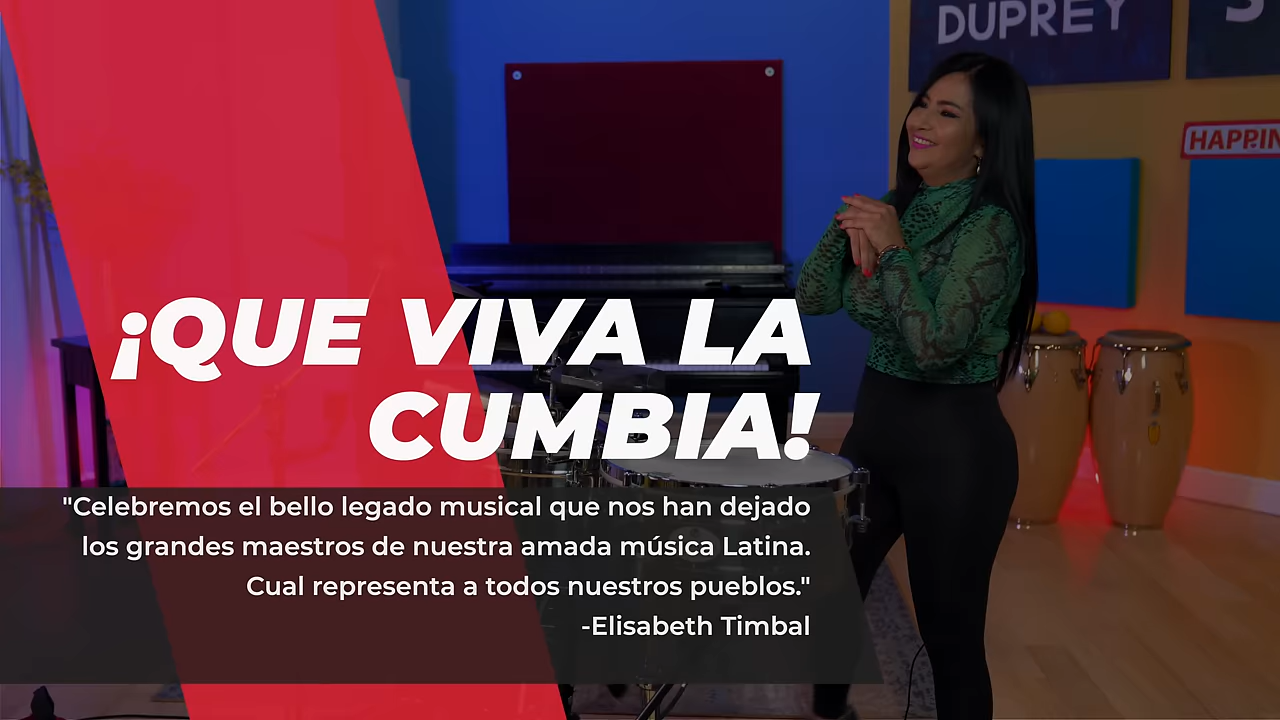 DUPREY
HAPPIN
¡QUE VIVA LA
CUMBIA!
"Celebremos el bello legado musical que nos han dejado
los grandes maestros de nuestra amada música Latina.
Cual representa a todos nuestros pueblos."
-Elisabeth Timbal